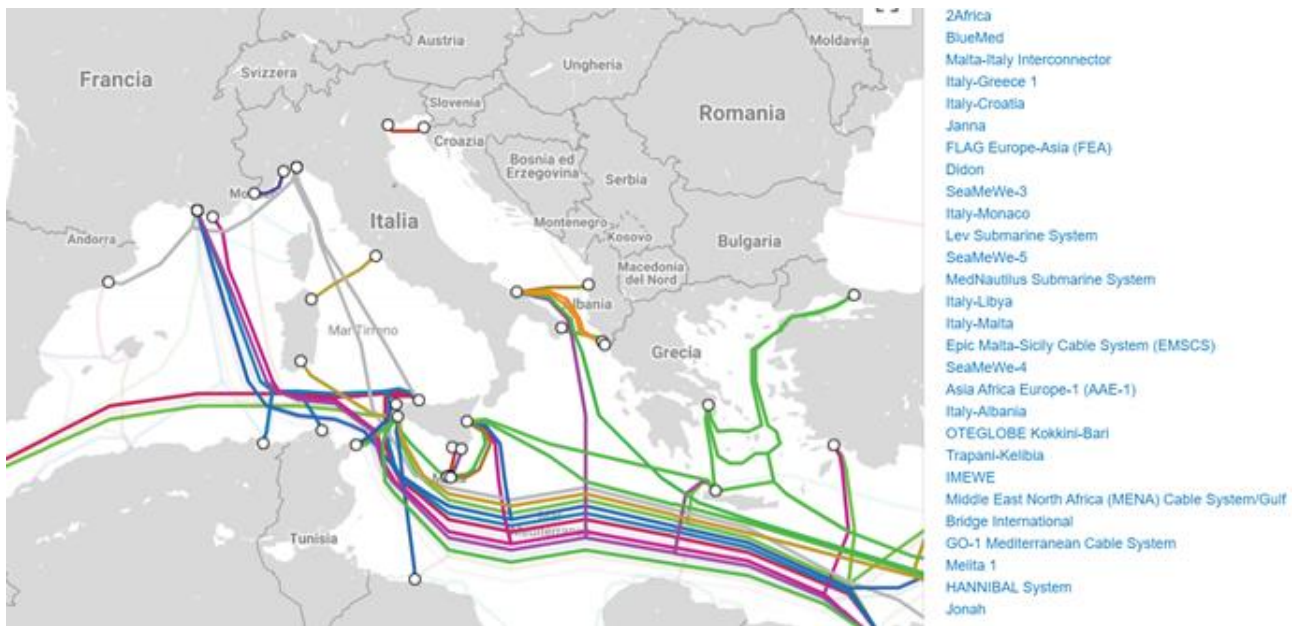 Austria
Moldavia
Francia
Svizzera
Ungheria
Slovenia
Romania
Croazia
Bosnia ed
Erzegovina
Serbia
Italia
Andorra
Montenegro
Kosovo
Bulgaria
Macedonia
del Nord
Mar Tirreno
Grecia
Tunisia
2Africa
BlueMed
Malta-Italy Interconnector
Italy-Greece 1
Italy-Croatia
Janna
FLAG Europe-Asia (FEA)
Didon
SeaMeWe-3
Italy-Monaco
Lev Submarine System
SeaMeWe-5
MedNautilus Submarine System
Italy-Libya
Italy-Malta
Epic Malta-Sicily Cable System (EMSCS)
SeaMeWe-4
Asia Africa Europe-1 (AAE-1)
Italy-Albania
OTEGLOBE Kokkini-Bari
Trapani-Kelibia
IMEWE
Middle East North Africa (MENA) Cable System/Gulf
Bridge International
GO-1 Mediterranean Cable System
Melita 1
HANNIBAL System
Jonah